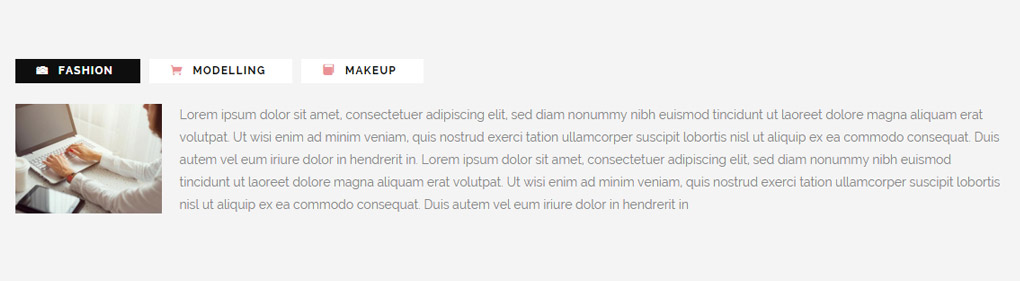 FASHION MODELLING MAKEUP
Lorem ipsum dolor sit amet, consectetuer adipiscing elit, sed diam nonummy nibh euismod tincidunt ut laoreet dolore magna aliquam erat
volutpat. Ut wisi enim ad minim veniam, quis nostrud exerci tation ullamcorper suscipit lobortis nisl ut aliquip ex ea commodo consequat. Duis
autem vel eum iriure dolor in hendrerit in. Lorem ipsum dolor sit amet, consectetuer adipiscing elit, sed diam nonummy nibh euismod
tincidunt ut laoreet dolore magna aliquam erat volutpat. Ut wisi enim ad minim veniam, quis nostrud exerci tation ullamcorper suscipit lobortis
nisl ut aliquip ex ea commodo consequat. Duis autem vel eum iriure dolor in hendrerit in